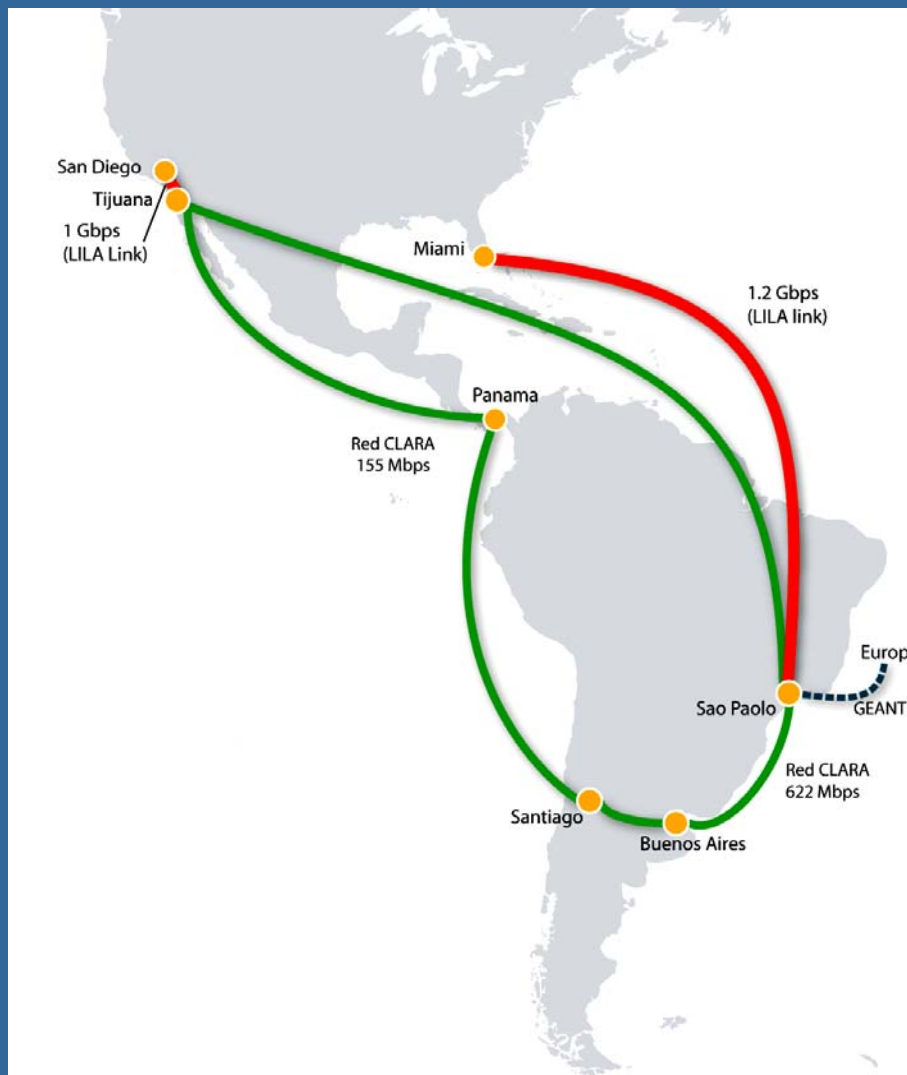 San Diego
Tijuana
1 Gbps
(LILA Link)
Miami
1.2 Gbps
(LILA link)
Panama
Red CLARA
155 Mbps
Europ
Sao Paolo
GEANT
Red CLARA
622 Mbps
Santiago
Buenos Aires